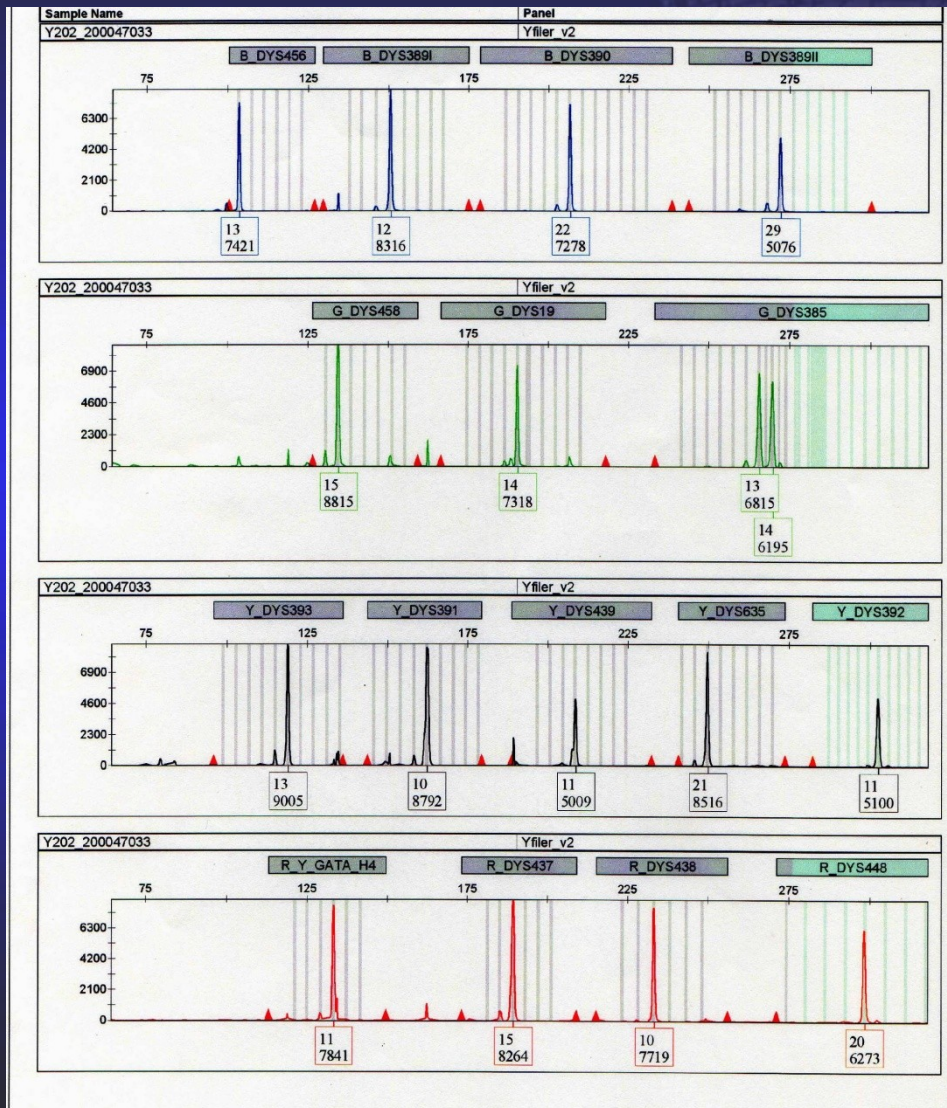 Sample Name Panel
Y202_200047033 Yfiler_v2
B_DYS456 B_DYS389I B_DYS390 B_DYS389II
75 125 175 225 275
6300
4200
2100
0
13 12 22 29
7421 8316 7278 5076
Y202_200047033 Yfiler_v2
G_DYS458 G_DYS19 G_DYS385
75 125 175 225 275
6900
4600
2300
0
15 14 13
8815 7318 6815
14
6195
Y202_200047033 Yfiler_v2
Y_DYS393 Y_DYS391 Y_DYS439 Y_DYS635 Y_DYS392
75 125 175 225 275
6900
4600
2300
0
13 10 11 21 11
9005 8792 5009 8516 5100
Y202_200047033 Yfiler_v2
R_Y_GATA_H4 R_DYS437 R_DYS438 R_DYS448
75 125 175 225 275
6300
4200
2100
0
11 15 10 20
7841 8264 7719 6273